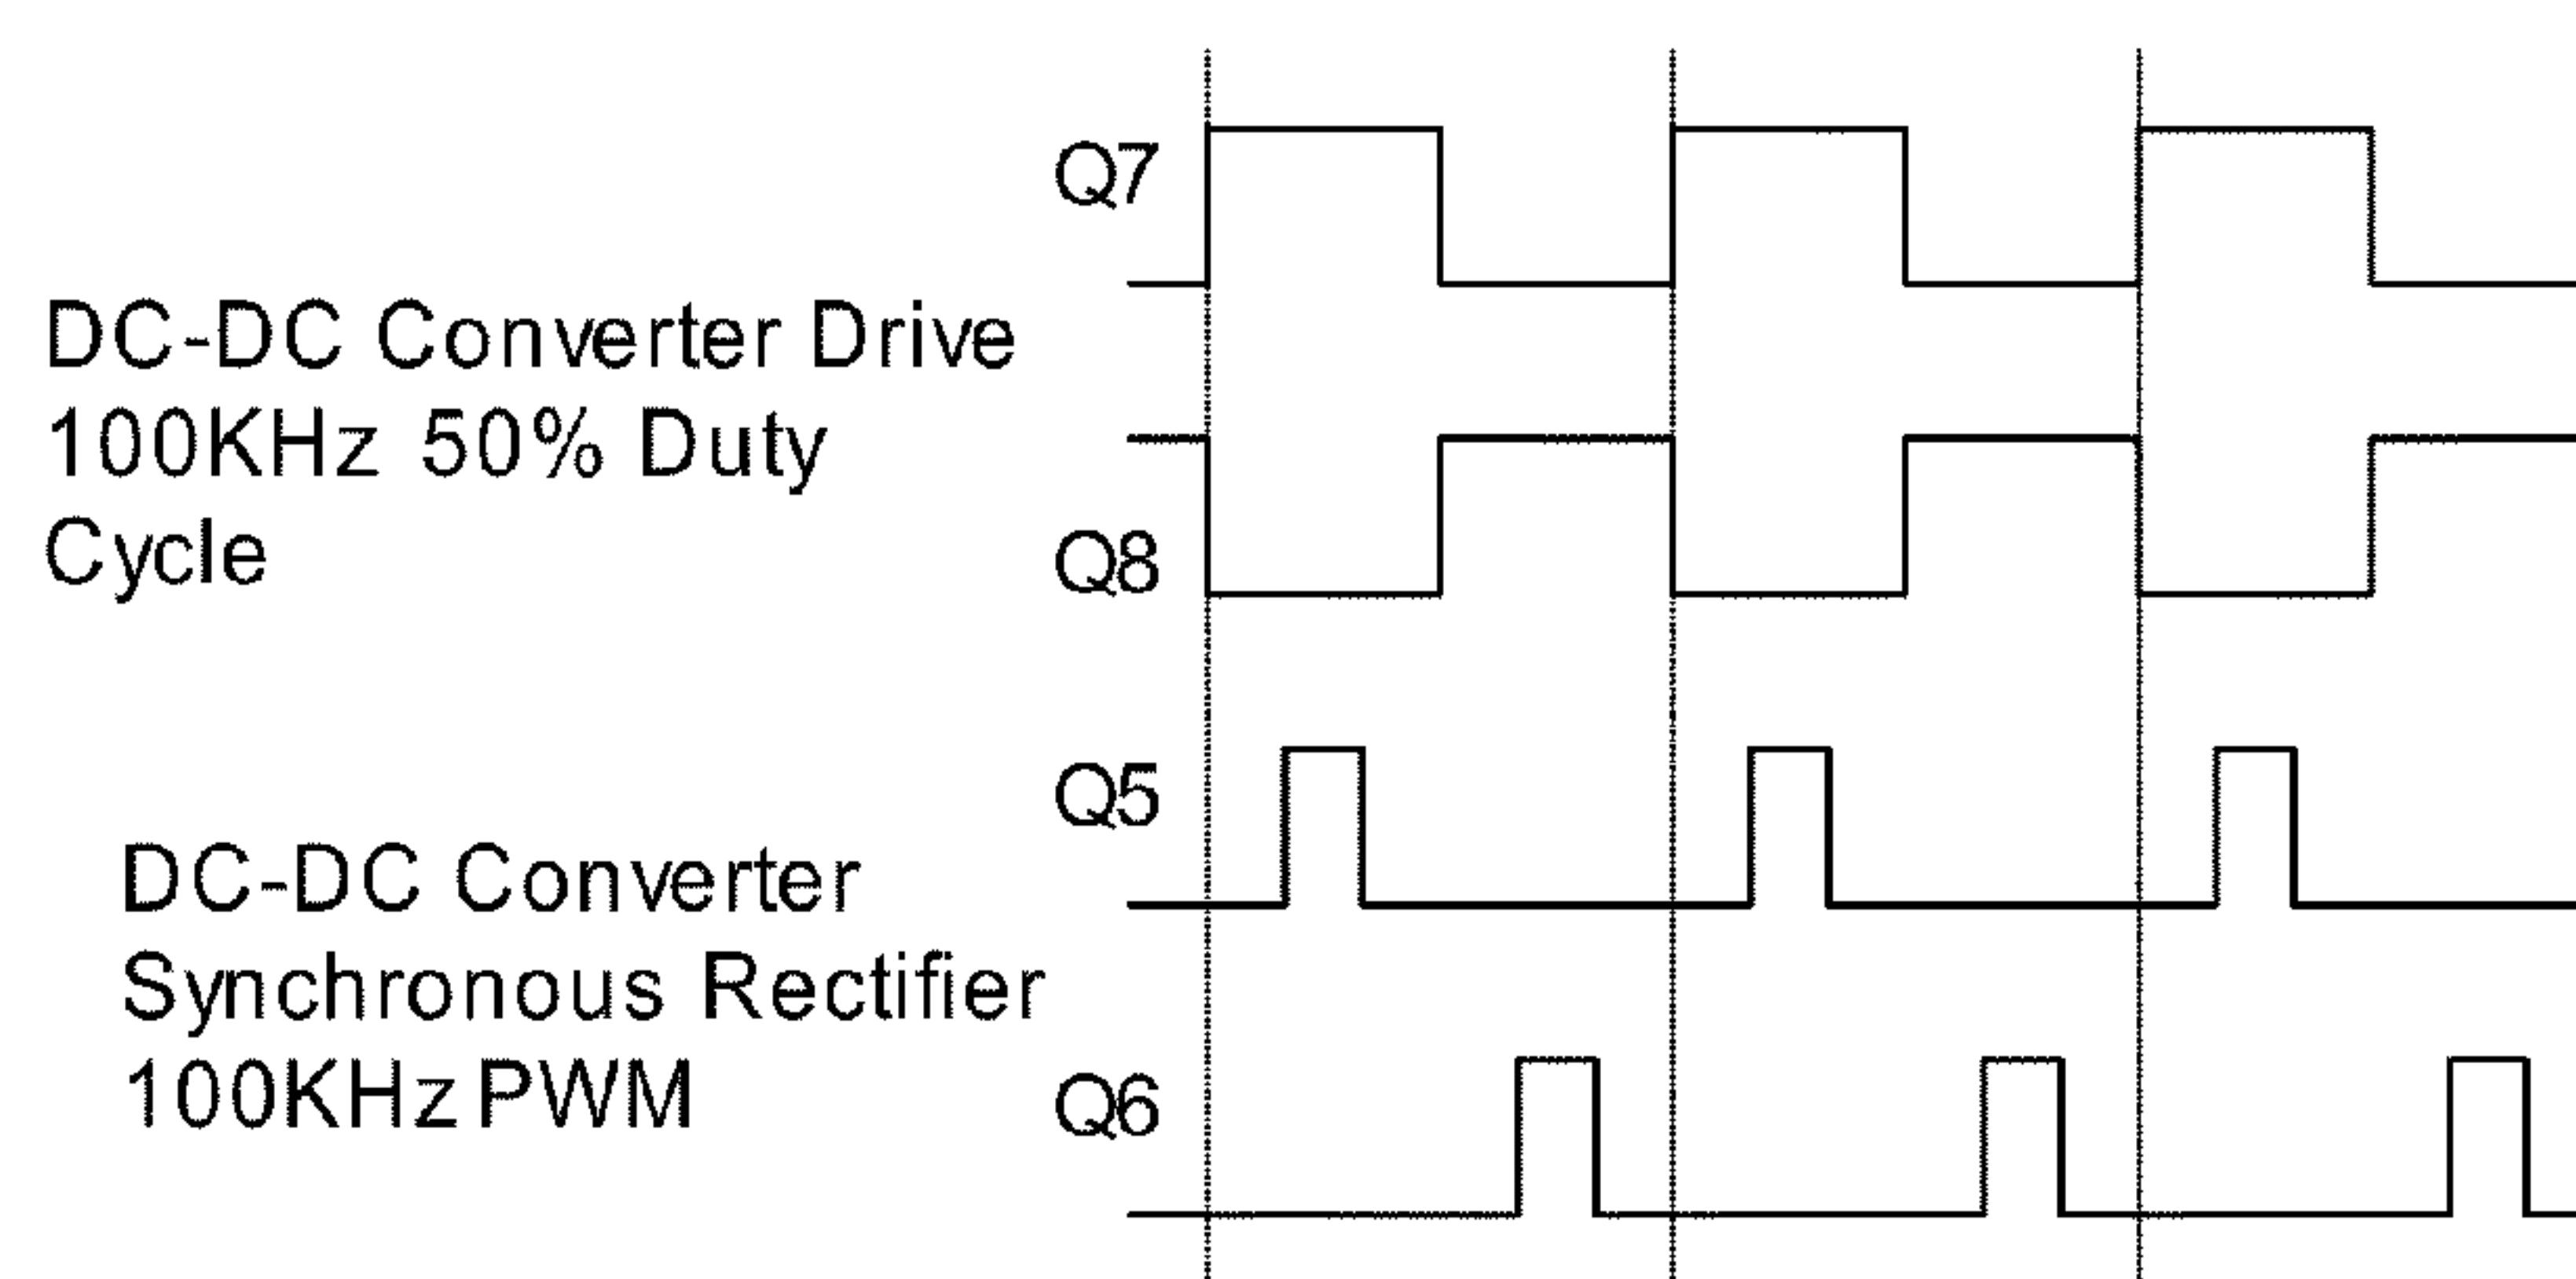 Q7
DC-DC Converter Drive
100KHz 50% Duty
Cycle
Q8
Q5
DC-DC Converter
Synchronous Rectifier
100KHz PWM
Q6